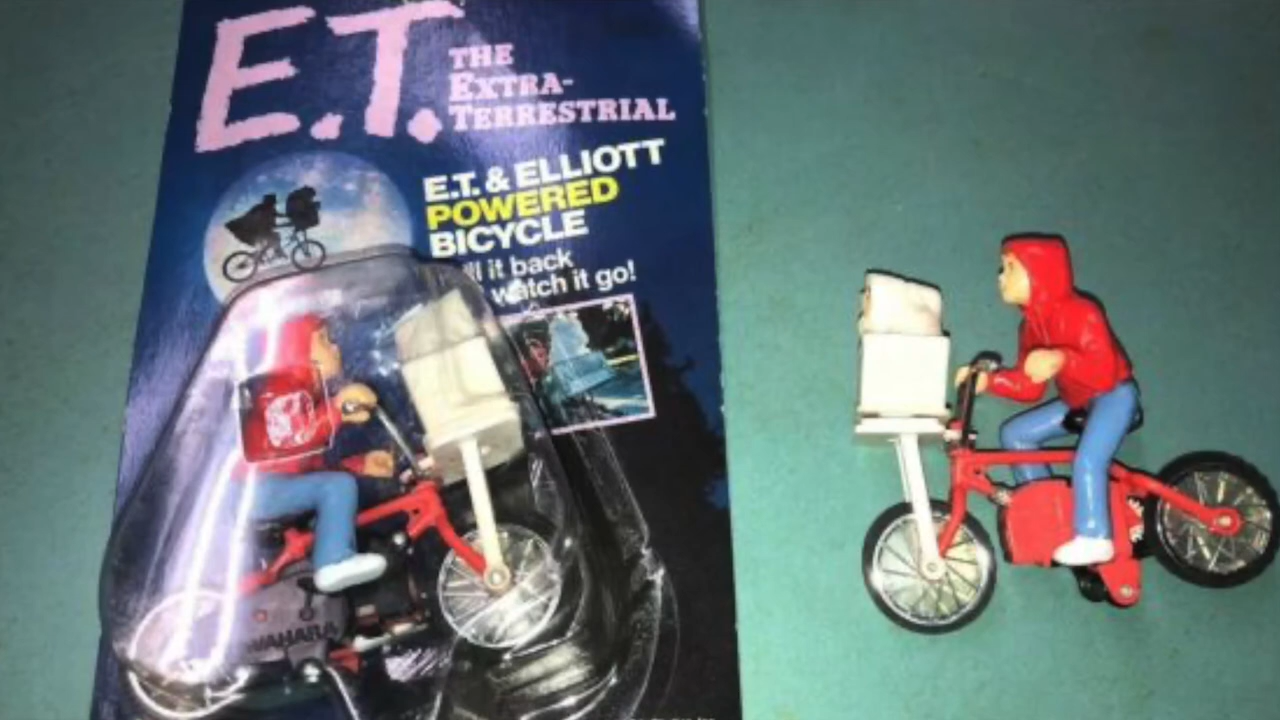 E.T. THE
EXTRA-
TERRESTRIAL
E.T. & ELLIOTT
POWERED
BICYCLE
it back
watch it go!